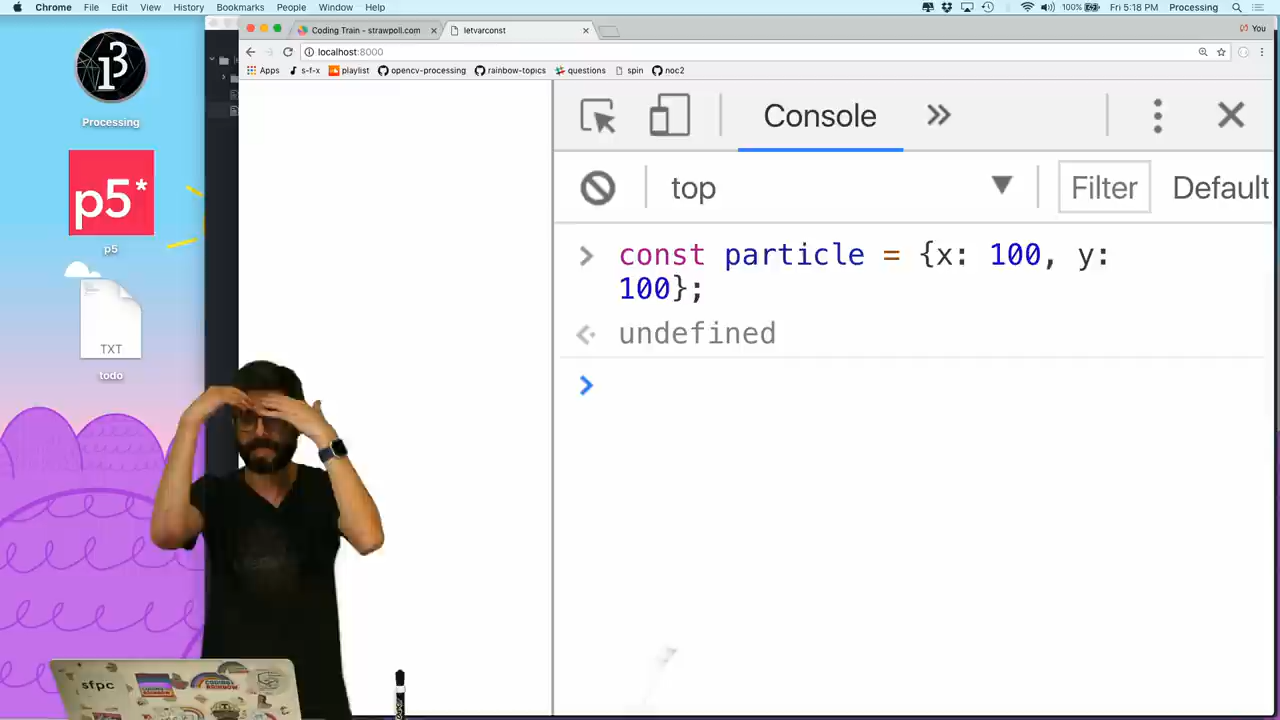 Chrome File Edit View History Bookmarks People Window Help 100% Fri 5:18 PM Processing
Coding Train - strawpoll.com × letvarconst ×
You
localhost:8000
Apps s-f-x playlist opencv-processing rainbow-topics questions spin noc2
Console »
top ▼ Filter Default
> const particle = {x: 100, y:
100};
undefined
>
Processing
p5*
p5
TXT
todo
sfpc